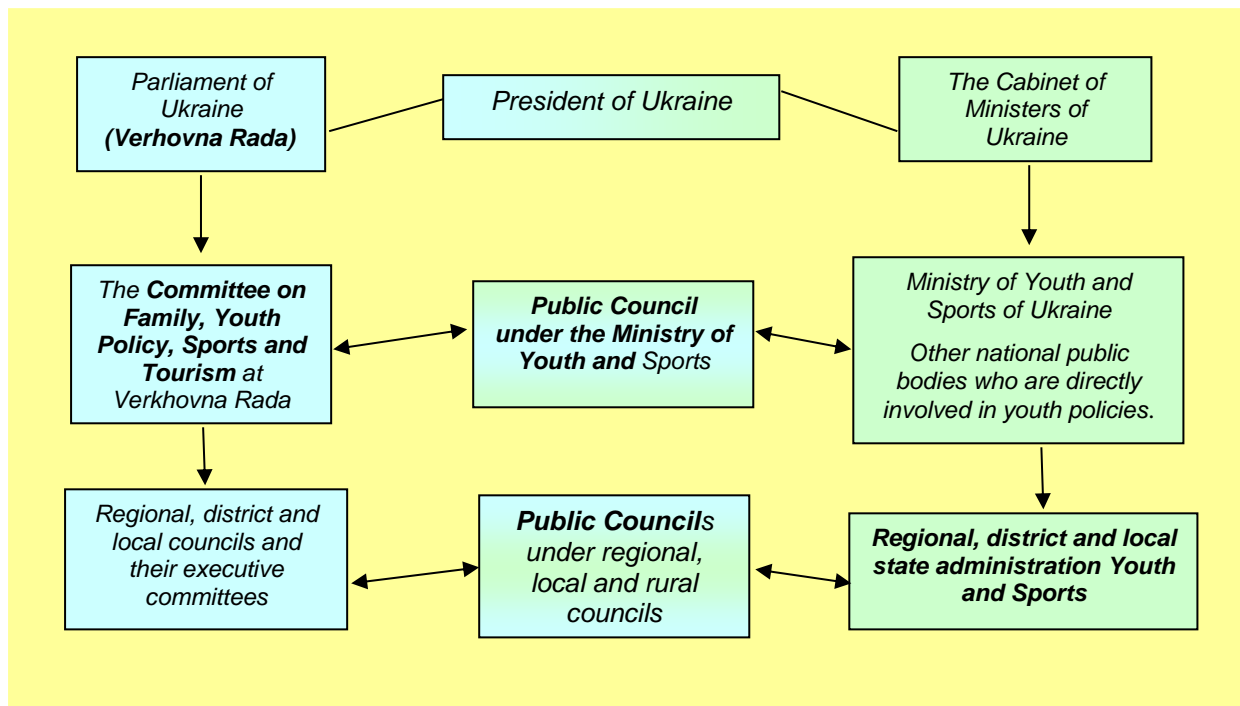 Parliament of
Ukraine
(Verhovna Rada)
President of Ukraine
The Cabinet of
Ministers of
Ukraine
The Committee on
Family, Youth
Policy, Sports and
Tourism at
Verkhovna Rada
Public Council
under the Ministry of
Youth and Sports
Ministry of Youth and
Sports of Ukraine
Other national public
bodies who are directly
involved in youth policies.
Regional, district and
local councils and
their executive
committees
Public Councils
under regional,
local and rural
councils
Regional, district and local
state administration Youth
and Sports